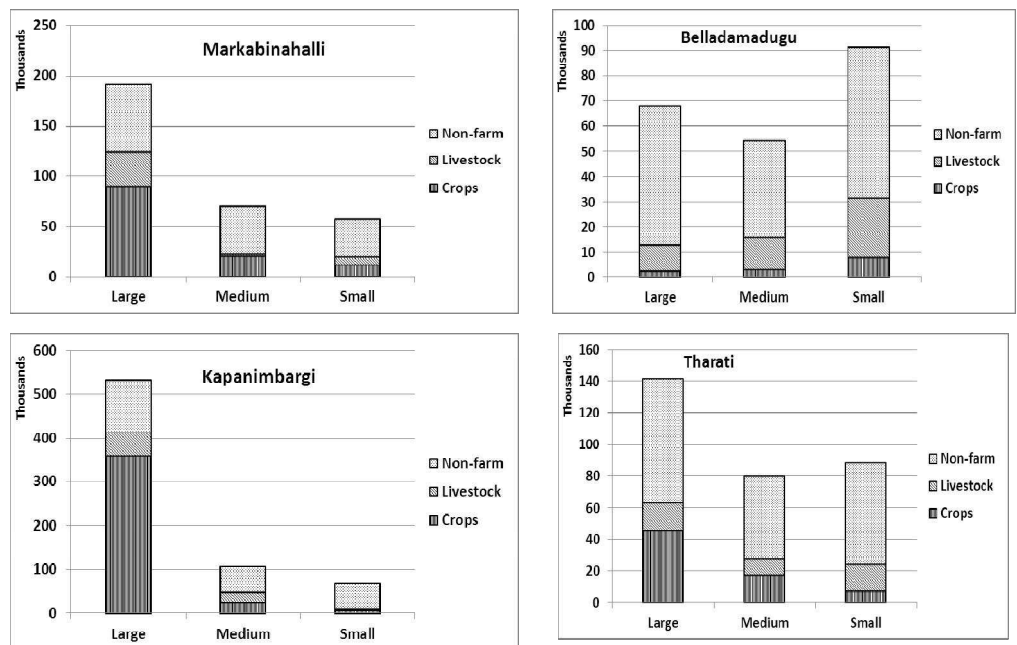 Markabinahalli
Thousands
250
200
150
100
50
0
Large Medium Small
Non-farm
Livestock
Crops
Belladamadugu
Thousands
100
90
80
70
60
50
40
30
20
10
0
Large Medium Small
Non-farm
Livestock
Crops
Kapanimbargi
Thousands
600
500
400
300
200
100
0
Large Medium Small
Non-farm
Livestock
Crops
Tharati
Thousands
160
140
120
100
80
60
40
20
0
Large Medium Small
Non-farm
Livestock
Crops